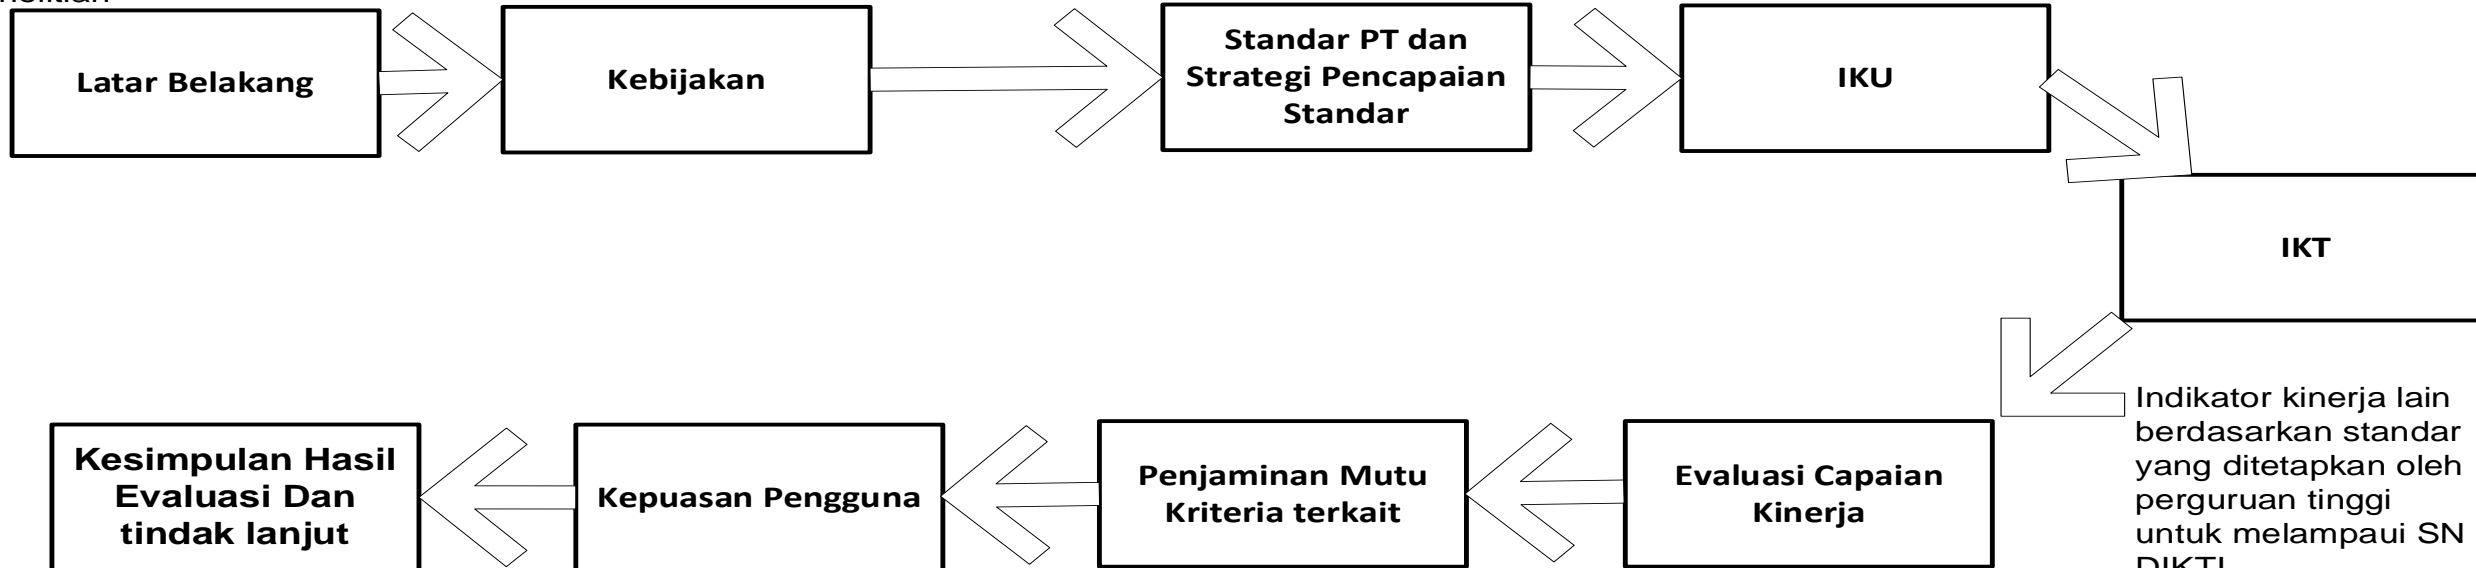 Latar Belakang
Kebijakan
Standar PT dan
Strategi Pencapaian
Standar
IKU
IKT
Indikator kinerja lain
berdasarkan standar
yang ditetapkan oleh
perguruan tinggi
untuk melampaui SN
DIKTI
Evaluasi Capaian
Kinerja
Penjaminan Mutu
Kriteria terkait
Kepuasan Pengguna
Kesimpulan Hasil
Evaluasi Dan
tindak lanjut